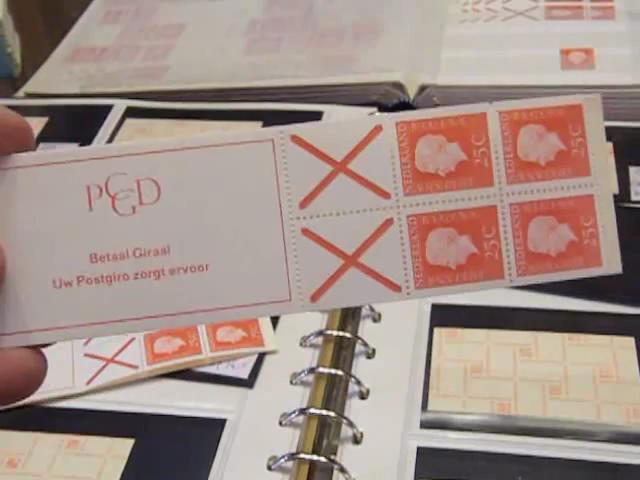 PCGD
Betaal Giraal
Uw Postgiro zorgt ervoor
NEDERLAND
25C
NEDERLAND
25C
NEDERLAND
25C
NEDERLAND
25C